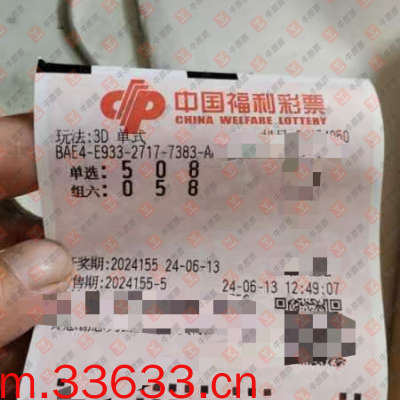 中国福利彩票
CHINA WELFARE LOTTERY
玩法:3D 单式
BAE4-E933-2717-7383-A
单选: 5 0 8
组六: 0 5 8
奖期:2024155 24-06-13
售期:2024155-5 24-06-13 12:49:07
m.33633.cn